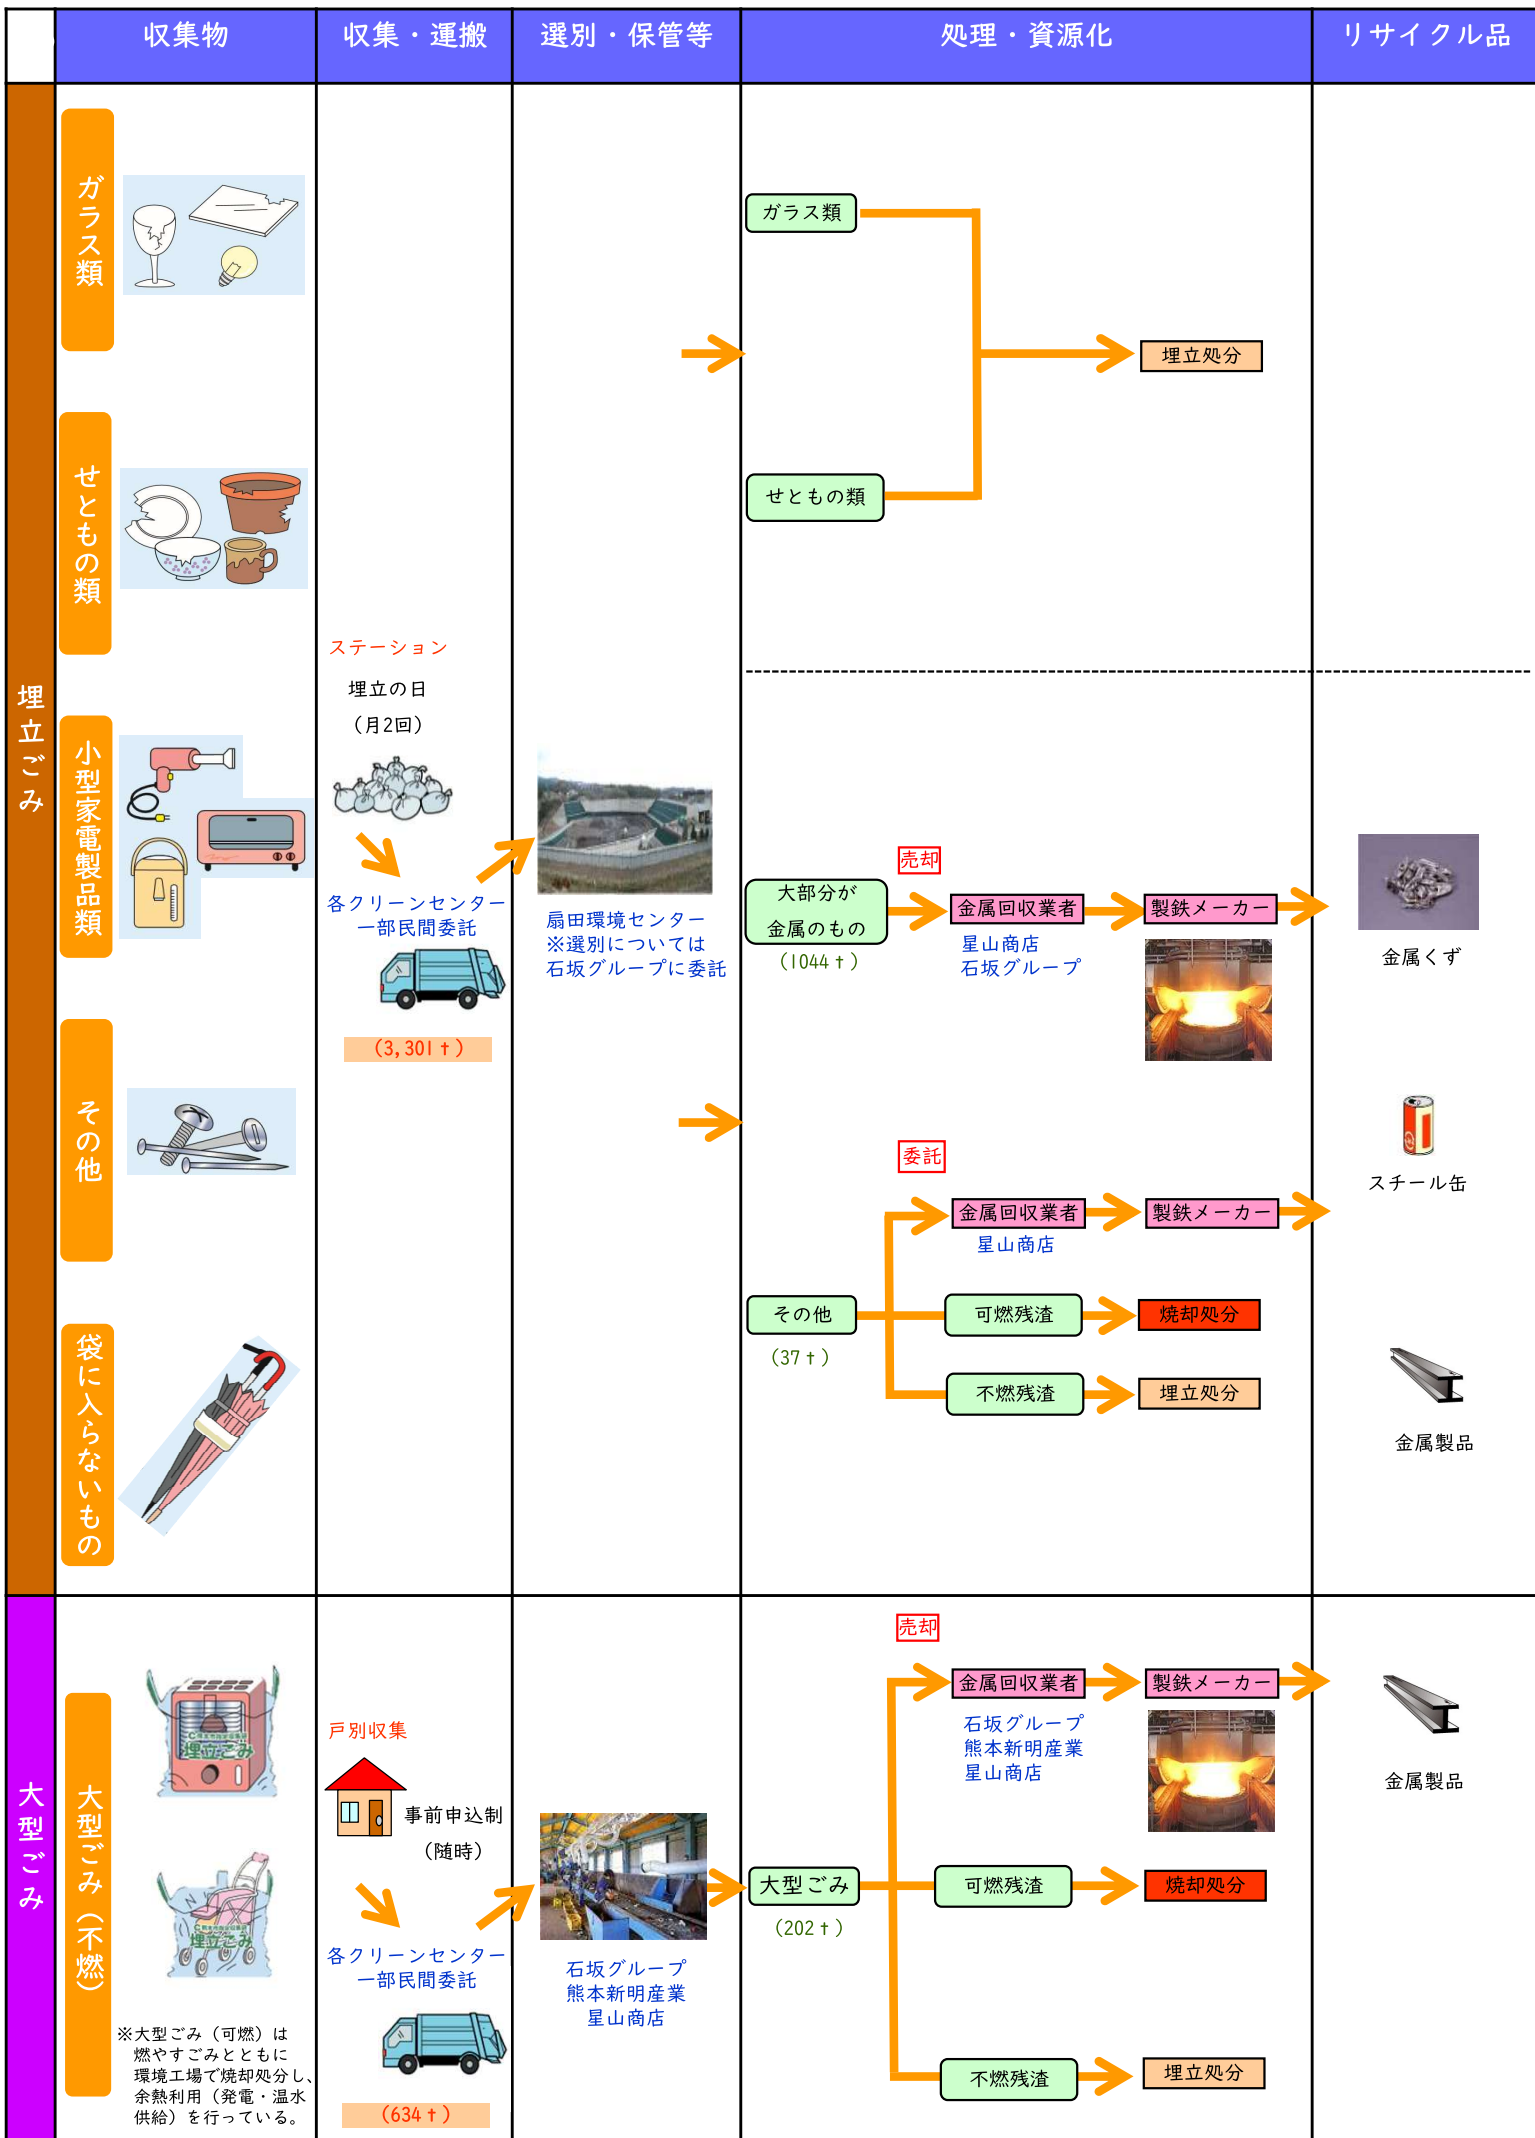 収集物
収集・運搬
選別・保管等
処理・資源化
リサイクル品
埋立ごみ
ガラス類
せともの類
小型家電製品類
その他
袋に入らないもの
ステーション
埋立の日
（月2回）
各クリーンセンター
一部民間委託
（3,301ｔ）
扇田環境センター
※選別については
石坂グループに委託
ガラス類
せともの類
埋立処分
売却
大部分が
金属のもの
（1044ｔ）
金属回収業者
星山商店
石坂グループ
製鉄メーカー
金属くず
委託
金属回収業者
星山商店
製鉄メーカー
スチール缶
その他
（37ｔ）
可燃残渣
焼却処分
不燃残渣
埋立処分
金属製品
大型ごみ
大型ごみ（不燃）
埋立ごみ
埋立ごみ
※大型ごみ（可燃）は
燃やすごみとともに
環境工場で焼却処分し、
余熱利用（発電・温水
供給）を行っている。
戸別収集
事前申込制
（随時）
各クリーンセンター
一部民間委託
（634ｔ）
石坂グループ
熊本新明産業
星山商店
大型ごみ
（202ｔ）
売却
金属回収業者
石坂グループ
熊本新明産業
星山商店
製鉄メーカー
金属製品
可燃残渣
焼却処分
不燃残渣
埋立処分